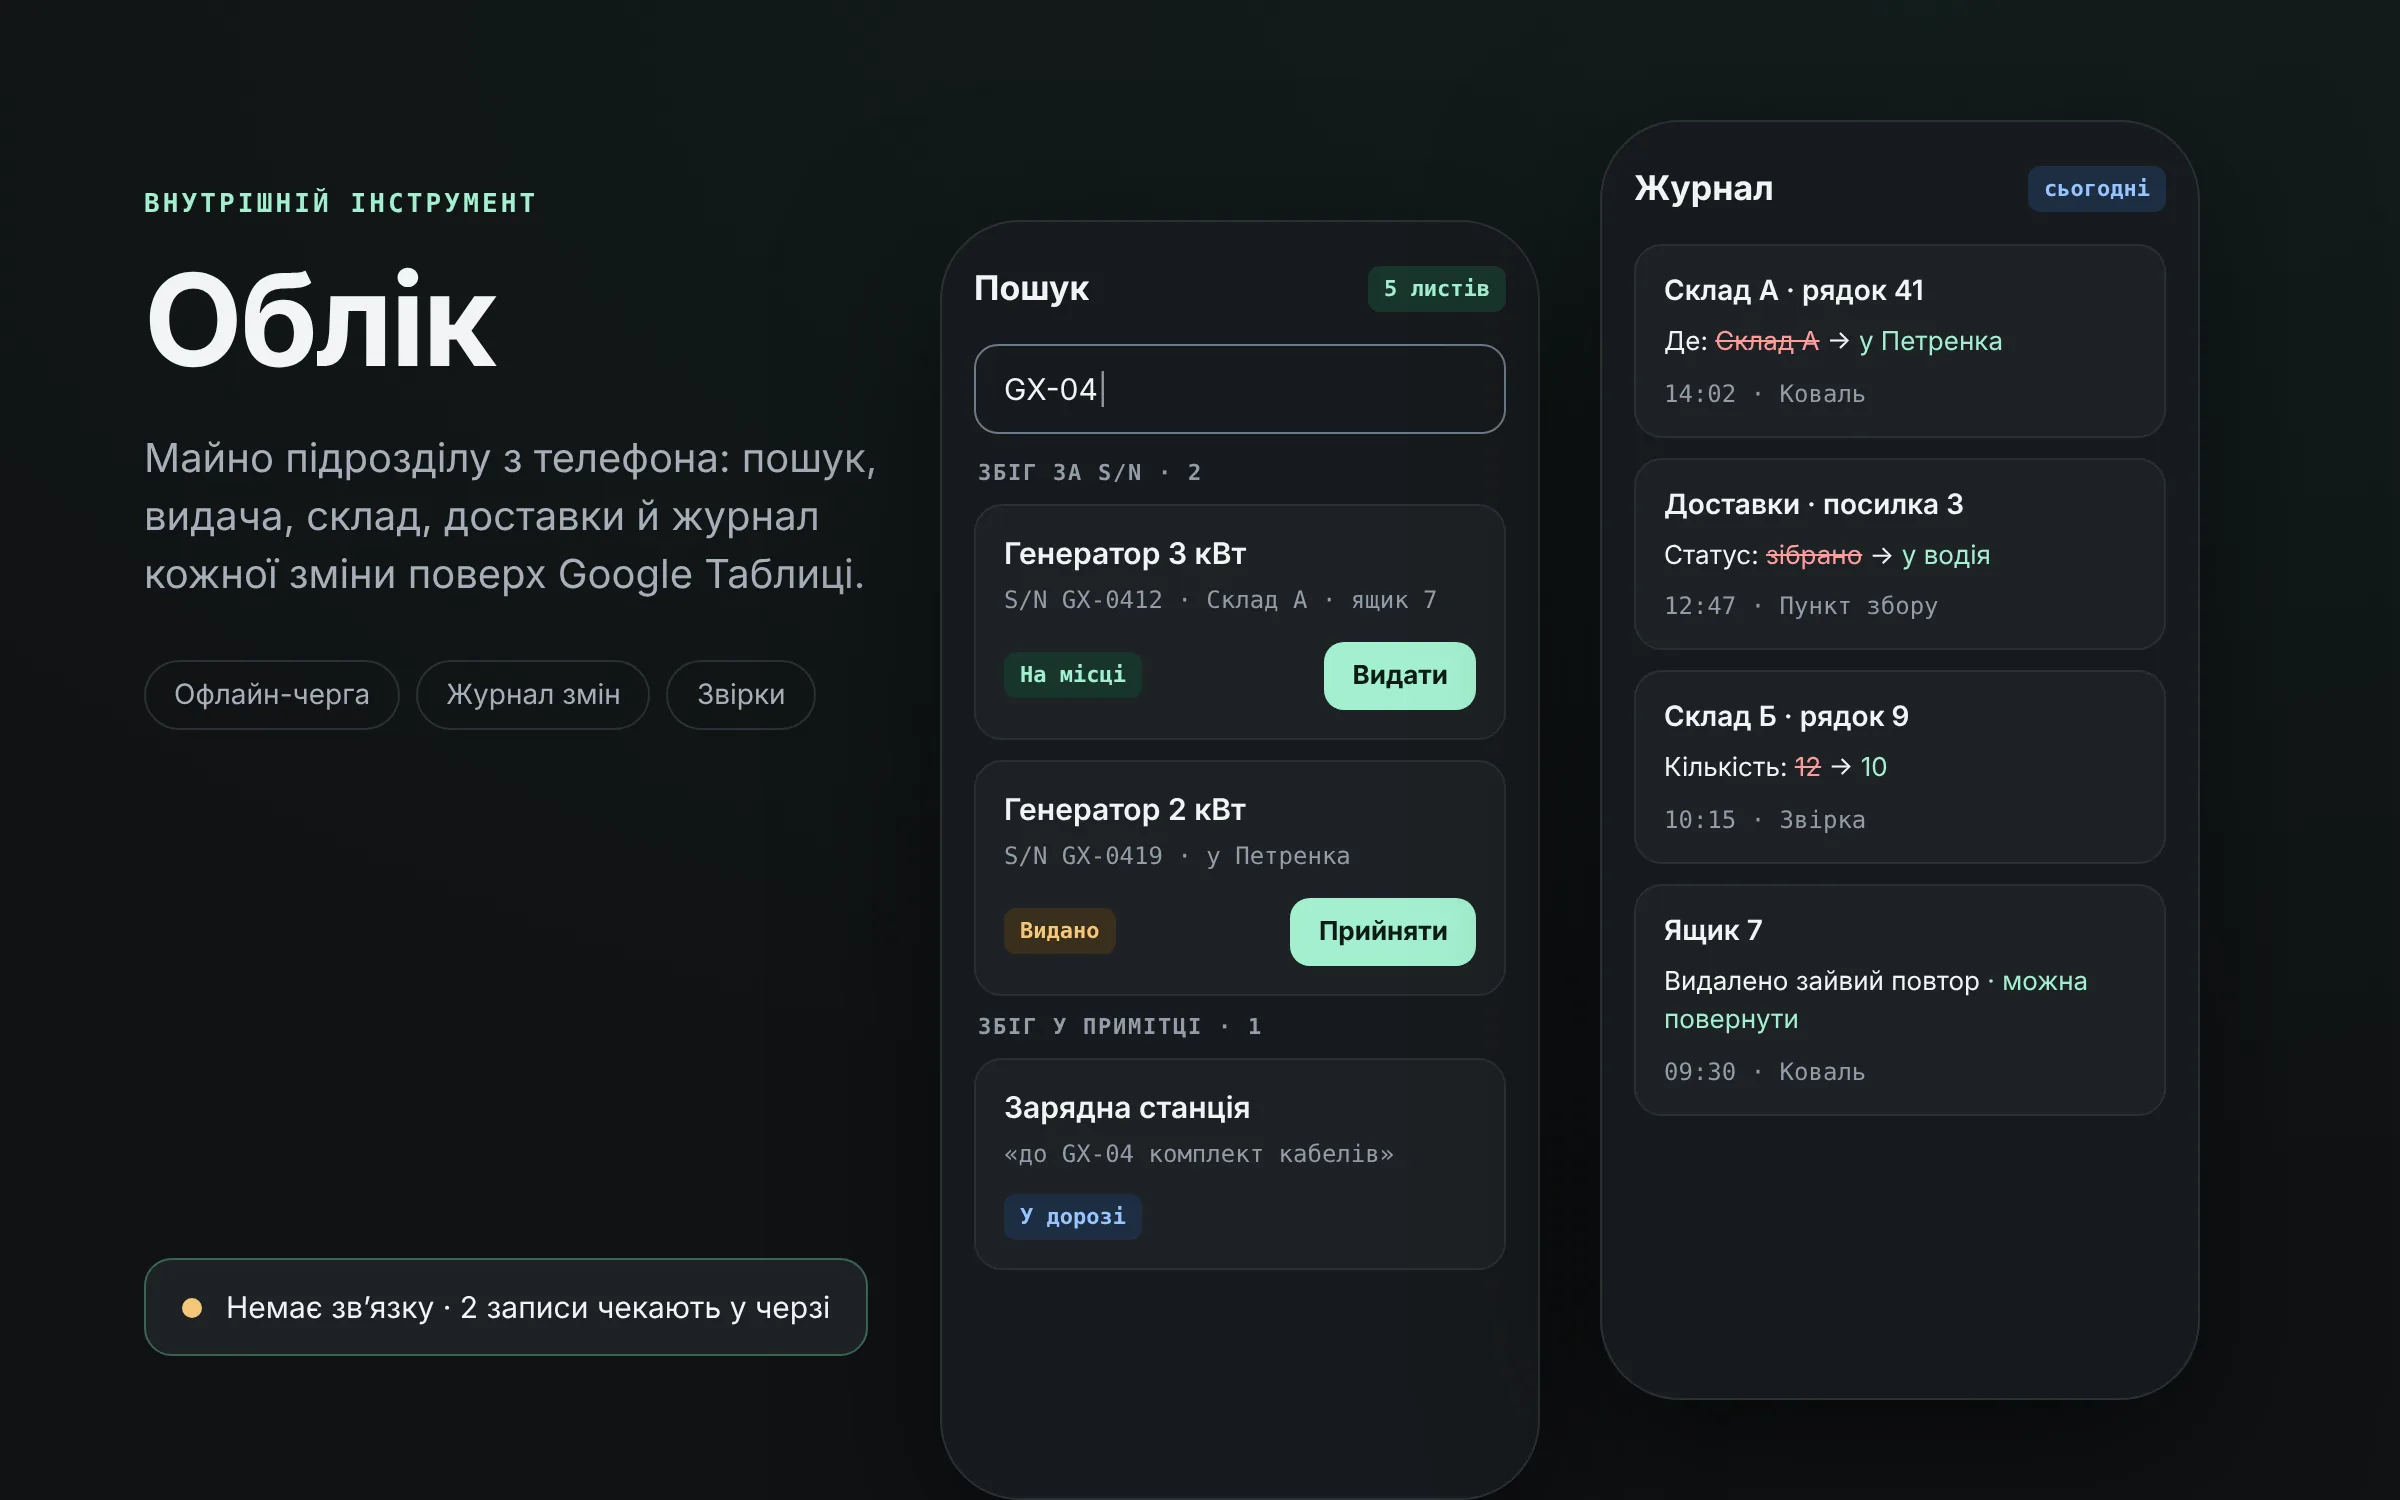 ВНУТРІШНІЙ ІНСТРУМЕНТ
Облік
Майно підрозділу з телефона: пошук,
видача, склад, доставки й журнал
кожної зміни поверх Google Таблиці.
Офлайн-черга
Журнал змін
Звірки
Немає зв’язку · 2 записи чекають у черзі
Пошук
5 листів
GX-04
ЗБІГ ЗА S/N · 2
Генератор 3 кВт
S/N GX-0412 · Склад А · ящик 7
На місці
Видати
Генератор 2 кВт
S/N GX-0419 · у Петренка
Видано
Прийняти
ЗБІГ У ПРИМІТЦІ · 1
Зарядна станція
«до GX-04 комплект кабелів»
У дорозі
Журнал
сьогодні
Склад А · рядок 41
Де: Склад А → у Петренка
14:02 · Коваль
Доставки · посилка 3
Статус: зібрано → у водія
12:47 · Пункт збору
Склад Б · рядок 9
Кількість: 12 → 10
10:15 · Звірка
Ящик 7
Видалено зайвий повтор · можна
повернути
09:30 · Коваль